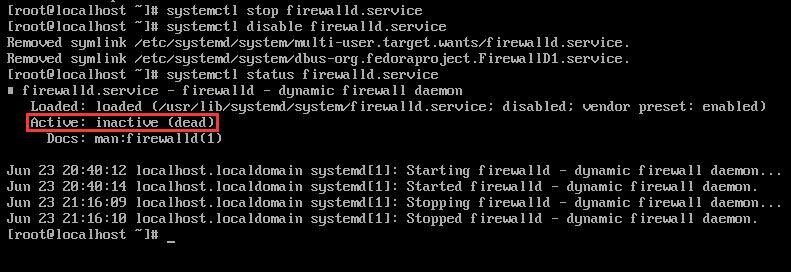 [root@localhost ~]# systemctl stop firewalld.service
[root@localhost ~]# systemctl disable firewalld.service
Removed symlink /etc/systemd/system/multi-user.target.wants/firewalld.service.
Removed symlink /etc/systemd/system/dbus-org.fedoraproject.FirewallD1.service.
[root@localhost ~]# systemctl status firewalld.service
■ firewalld.service - firewalld - dynamic firewall daemon
Loaded: loaded (/usr/lib/systemd/system/firewalld.service; disabled; vendor preset: enabled)
Active: inactive (dead)
Docs: man:firewalld(1)
Jun 23 20:40:12 localhost.localdomain systemd[1]: Starting firewalld - dynamic firewall daemon...
Jun 23 20:40:14 localhost.localdomain systemd[1]: Started firewalld - dynamic firewall daemon.
Jun 23 21:16:09 localhost.localdomain systemd[1]: Stopping firewalld - dynamic firewall daemon...
Jun 23 21:16:10 localhost.localdomain systemd[1]: Stopped firewalld - dynamic firewall daemon.
[root@localhost ~]# _